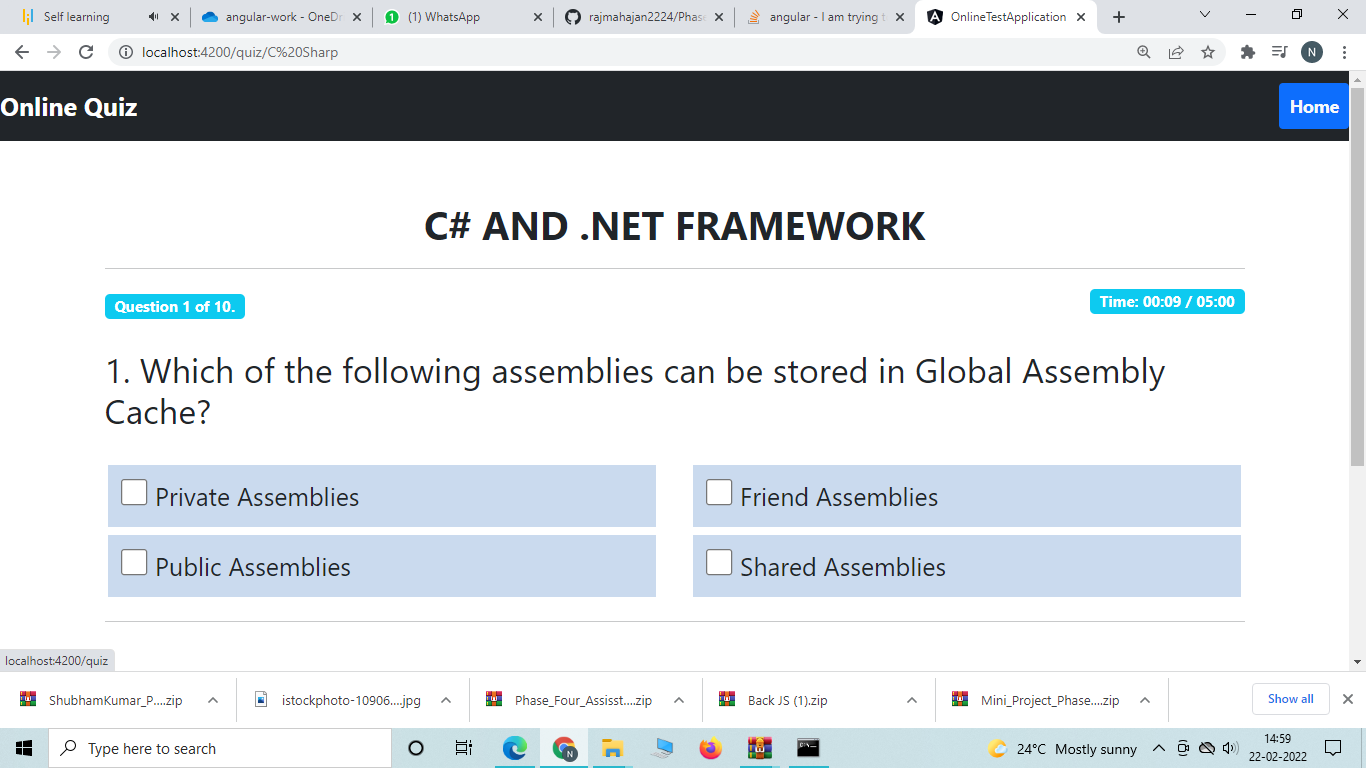 Self learning
angular-work - OneDr
(1) WhatsApp
rajmahajan2224/Phase
angular - I am trying t
OnlineTestApplication
localhost:4200/quiz/C%20Sharp
N
Online Quiz
Home
C# AND .NET FRAMEWORK
Question 1 of 10.
Time: 00:09 / 05:00
1. Which of the following assemblies can be stored in Global Assembly
Cache?
Private Assemblies
Friend Assemblies
Public Assemblies
Shared Assemblies
localhost:4200/quiz
ShubhamKumar_P....zip
istockphoto-10906....jpg
Phase_Four_Assisst....zip
Back JS (1).zip
Mini_Project_Phase....zip
Show all
Type here to search
N
24°C Mostly sunny
14:59
22-02-2022